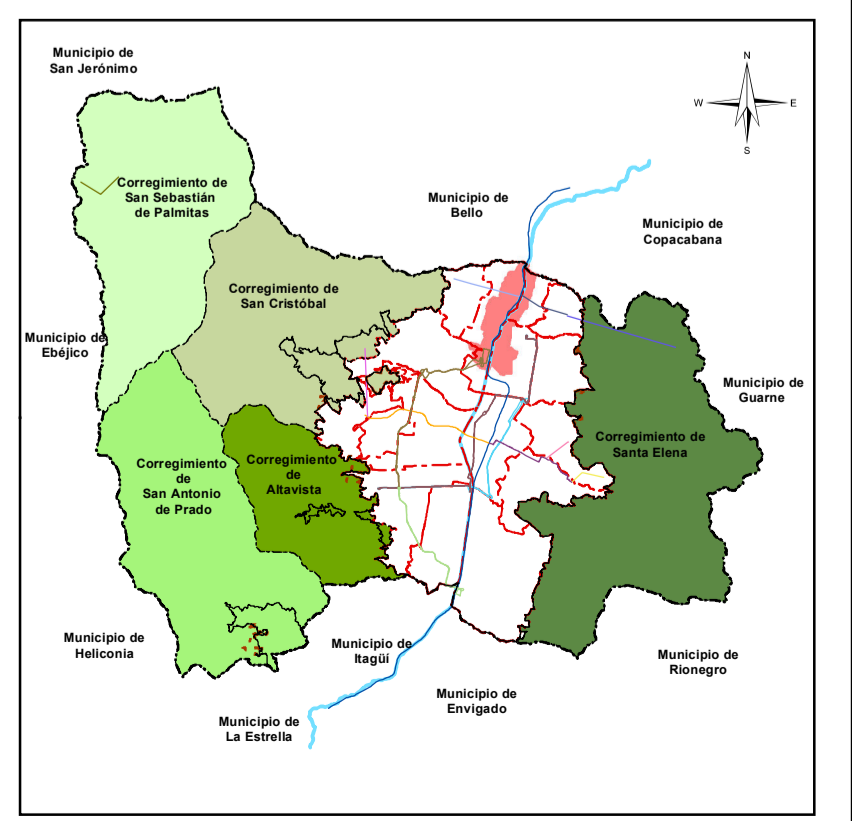 Municipio de
San Jerónimo
N
W
E
S
Corregimiento de
San Sebastián
de Palmitas
Municipio de
Bello
Municipio de
Copacabana
Corregimiento de
San Cristóbal
Municipio de
Ebéjico
Municipio de
Guarne
Corregimiento de
Santa Elena
Corregimiento
de
Altavista
Corregimiento
de
San Antonio
de Prado
Municipio de
Heliconia
Municipio de
Itagüí
Municipio de
Rionegro
Municipio de
Envigado
Municipio de
La Estrella